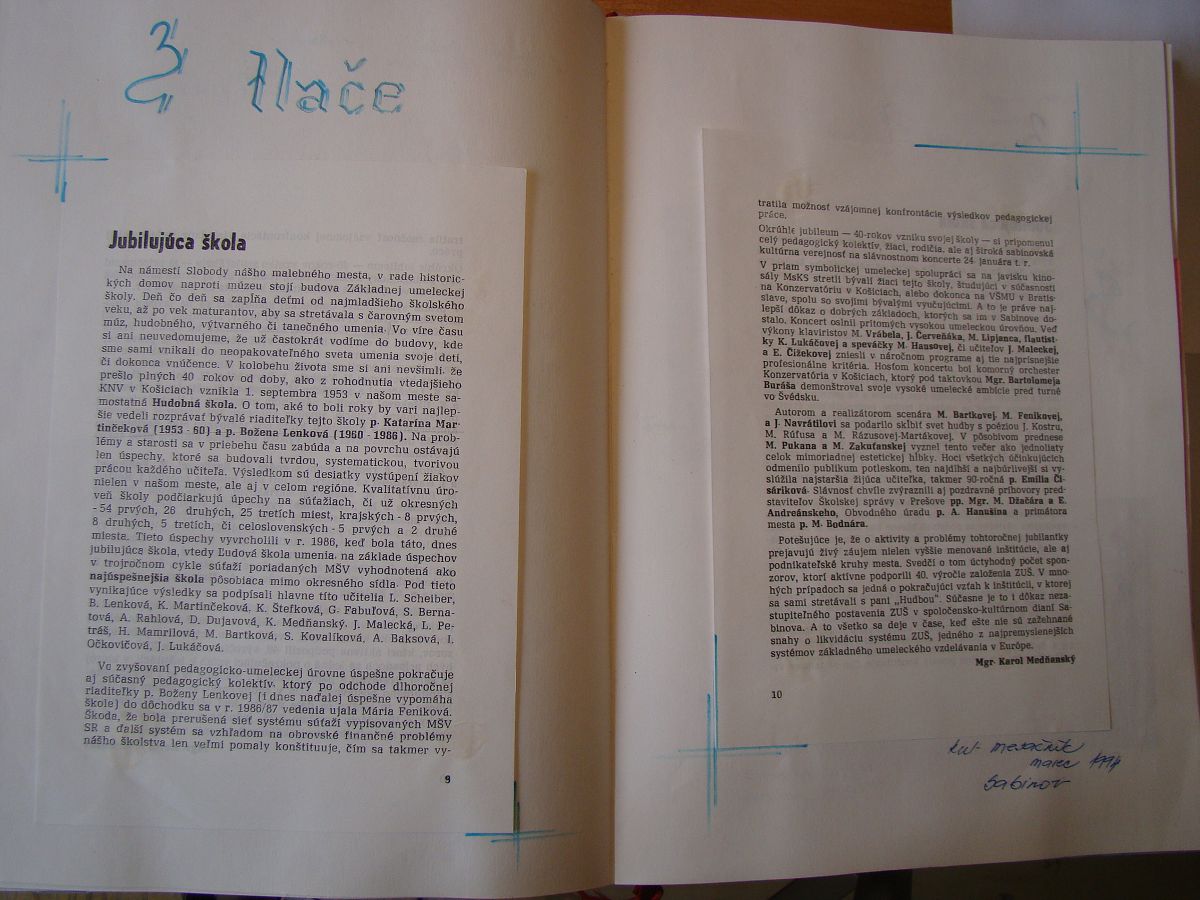 Z tlače
Jubilujúca škola
Na námestí Slobody nášho malebného mesta, v rade historic-
kých domov naproti múzeu stojí budova Základnej umeleckej
školy. Deň čo deň sa zapĺňa deťmi od najmladšieho školského
veku, až po vek maturantov, aby sa stretávala s čarovným svetom
múz, hudobného, výtvarného či tanečného umenia. Vo víre času
si ani neuvedomujeme, že už častokrát vodíme do budovy, kde
sme sami vnikali do neopakovateľného sveta umenia svoje deti,
či dokonca vnúčence. V kolobehu života sme si ani nevšimli, že
prešlo plných 40 rokov od doby, ako z rohodnutia vtedajšieho
KNV v Košiciach vznikla 1. septembra 1953 v našom meste sa-
mostatná Hudobná škola. O tom, aké to boli roky by vari najlep-
šie vedeli rozprávať bývalé riaditeľky tejto školy p. Katarína Mar-
tinčeková (1953 - 60) a p. Božena Lenková (1960 - 1986). Na prob-
lémy a starosti sa v priebehu času zabúda a na povrchu ostávajú
len úspechy, ktoré sa budovali tvrdou, systematickou, tvorivou
prácou každého učiteľa. Výsledkom sú desiatky vystúpení žiakov
nielen v našom meste, ale aj v celom regióne. Kvalitatívnu úro-
veň školy podčiarkujú úpechy na súťažiach, či už okresných
- 54 prvých, 26 druhých, 25 tretích miest, krajských - 8 prvých,
8 druhých, 5 tretích, či celoslovenských - 5 prvých a 2 druhé
miesta. Tieto úspechy vyvrcholili v r. 1986, keď bola táto, dnes
jubilujúca škola, vtedy Ľudová škola umenia, na základe úspechov
v trojročnom cykle súťaží poriadaných MŠV vyhodnotená ako
najúspešnejšia škola pôsobiaca mimo okresného sídla. Pod tieto
vynikajúce výsledky sa podpísali hlavne títo učitelia L. Scheiber,
B. Lenková, K. Martinčeková, K. Štefková, G. Fabuľová, S. Berna-
tová, A. Rahlová, D. Dujavová, K. Medňanský, J. Malecká, L. Pe-
tráš, H. Mamrilová, M. Bartková, S. Kovalíková, A. Baksová, I.
Očkovičová, J. Lukáčová.
Vo zvyšovaní pedagogicko-umeleckej úrovne úspešne pokračuje
aj súčasný pedagogický kolektív, ktorý po odchode dlhoročnej
riaditeľky p. Boženy Lenkovej (i dnes naďalej úspešne vypomáha
škole) do dôchodku sa v r. 1986/87 vedenia ujala Mária Feníková.
Škoda, že bola prerušená sieť systému súťaží vypisovaných MŠV
SR a ďalší systém sa vzhľadom na obrovské finančné problémy
nášho školstva len veľmi pomaly konštituuje, čím sa takmer vy-
9
tratila možnosť vzájomnej konfrontácie výsledkov pedagogickej
práce.
Okrúhle jubileum — 40-rokov vzniku svojej školy — si pripomenul
celý pedagogický kolektív, žiaci, rodičia, ale aj široká sabinovská
kultúrna verejnosť na slávnostnom koncerte 24. januára t. r.
V priam symbolickej umeleckej spolupráci sa na javisku kino-
sály MsKS stretli bývalí žiaci tejto školy, študujúci v súčasnosti
na Konzervatóriu v Košiciach, alebo dokonca na VŠMU v Bratis-
slave, spolu so svojimi bývalými vyučujúcimi. A to je práve naj-
lepší dôkaz o dobrých základoch, ktorých sa im v Sabinove do-
stalo. Koncert oslnil prítomých vysokou umeleckou úrovňou. Veď
výkony klaviristov M. Vrábela, J. Červeňáka, M. Lipjanca, flautist-
ky K. Lukáčovej a speváčky M. Hausovej, či učiteľov J. Maleckej,
a E. Čižekovej zniesli v náročnom programe aj tie najprísnejšie
profesionálne kritéria. Hosťom koncertu bol komorný orchester
Konzervatória v Košiciach, ktorý pod taktovkou Mgr. Bartolomeja
Buráša demonštroval svoje vysoké umelecké ambície pred turné
vo Švédsku.
Autorom a realizátorom scenára M. Bartkovej, M. Feníkovej,
a J. Navrátilovi sa podarilo sklbiť svet hudby s poéziou J. Kostru,
M. Rúfusa a M. Rázusovej-Martákovej. V pôsobivom prednese
M. Pukana a M. Zakufanskej vyznel tento večer ako jednoliaty
celok mimoriadnej estetickej hĺbky. Hoci všetkých účinkujúcich
odmenilo publikum potleskom, ten najdlhší a najbúrlivejší si vy-
slúžila najstaršia žijúca učiteľka, takmer 90-ročná p. Emília Či-
sáriková. Slávnosť chvíle zvýraznili aj pozdravné príhovory pred-
staviteľov Školskej správy v Prešove pp. Mgr. M. Džačára a E.
Andreánskeho, Obvodného úradu p. A. Hanušina a primátora
mesta p. M. Bodnára.
Potešujúce je, že o aktivity a problémy tohtoročnej jubilantky
prejavujú živý záujem nielen vyššie menované inštitúcie, ale aj
podnikateľské kruhy mesta. Svedčí o tom úctyhodný počet spon-
zorov, ktorí aktívne podporili 40. výročie založenia ZUŠ. V mno-
hých prípadoch sa jedná o pokračujúci vzťah k inštitúcii, v ktorej
sa sami stretávali s pani „Hudbou". Súčasne je to i dôkaz neza-
stupiteľného postavenia ZUŠ v spoločensko-kultúrnom dianí Sa-
binova. A to všetko sa deje v čase, keď ešte nie sú zažehnané
snahy o likvidáciu systému ZUŠ, jedného z najpremyslenejších
systémov základného umeleckého vzdelávania v Európe.
Mgr. Karol Medňanský
10
kul. mesačník
marec 1994
Sabinov